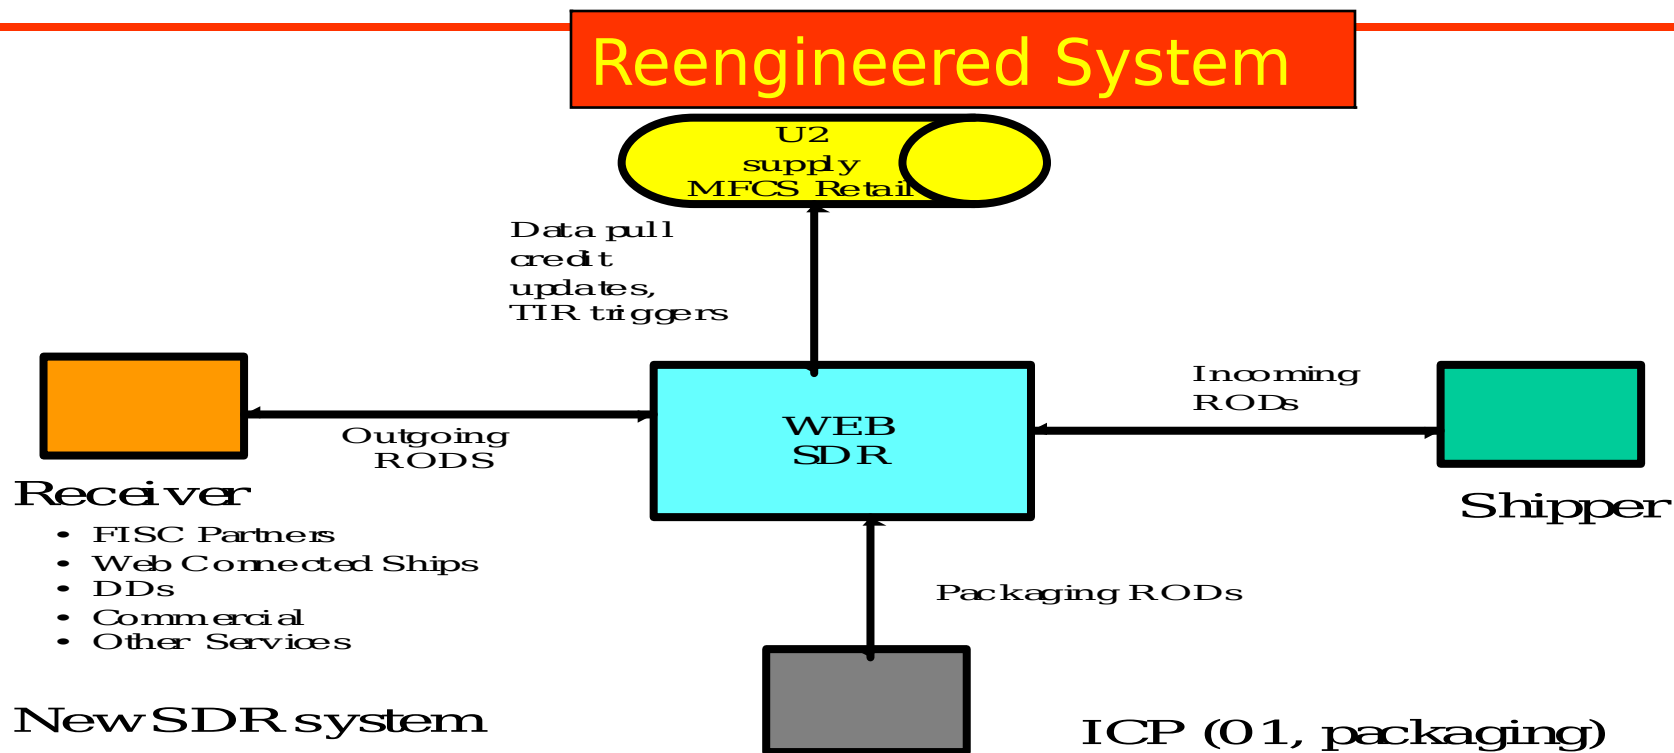 Reengineered System
U2
supply
MFCS Retail
Data pull
credit
updates,
TIR triggers
Incoming
RODs
WEB
SDR
Outgoing
RODS
Receiver
Shipper
• FISC Partners
• Web Connected Ships
• DDs
• Commercial
• Other Services
Packaging RODs
New SDR system
ICP (01, packaging)